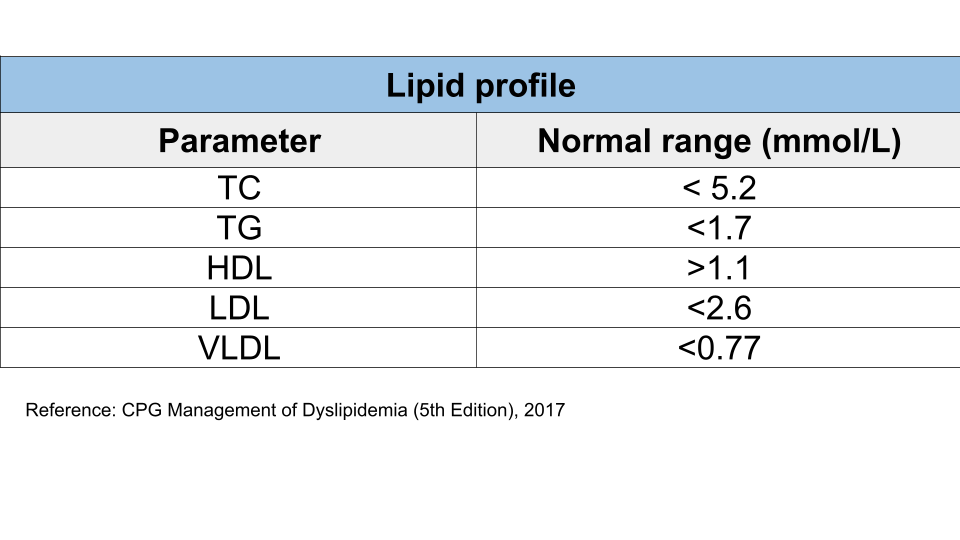 Lipid profile
Parameter Normal range (mmol/L)
TC < 5.2
TG <1.7
HDL >1.1
LDL <2.6
VLDL <0.77
Reference: CPG Management of Dyslipidemia (5th Edition), 2017